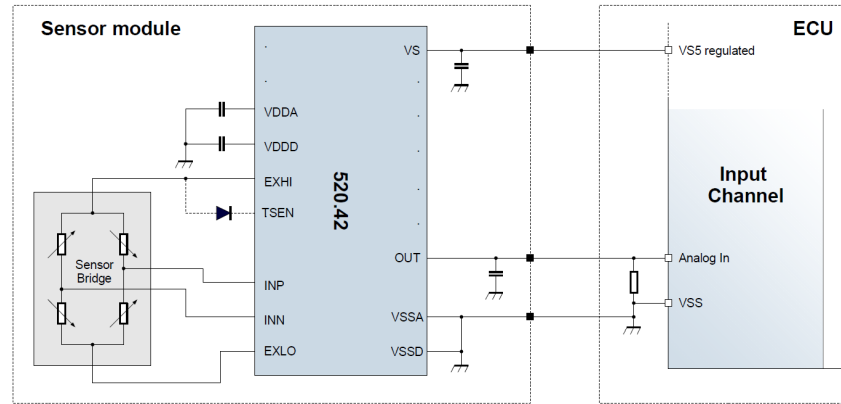 Sensor module
ECU
VS
VS5 regulated
VDDA
VDDD
EXHI
TSEN
520.42
Input
Channel
Sensor
Bridge
OUT
Analog In
INP
INN
VSSA
VSS
EXLO
VSSD